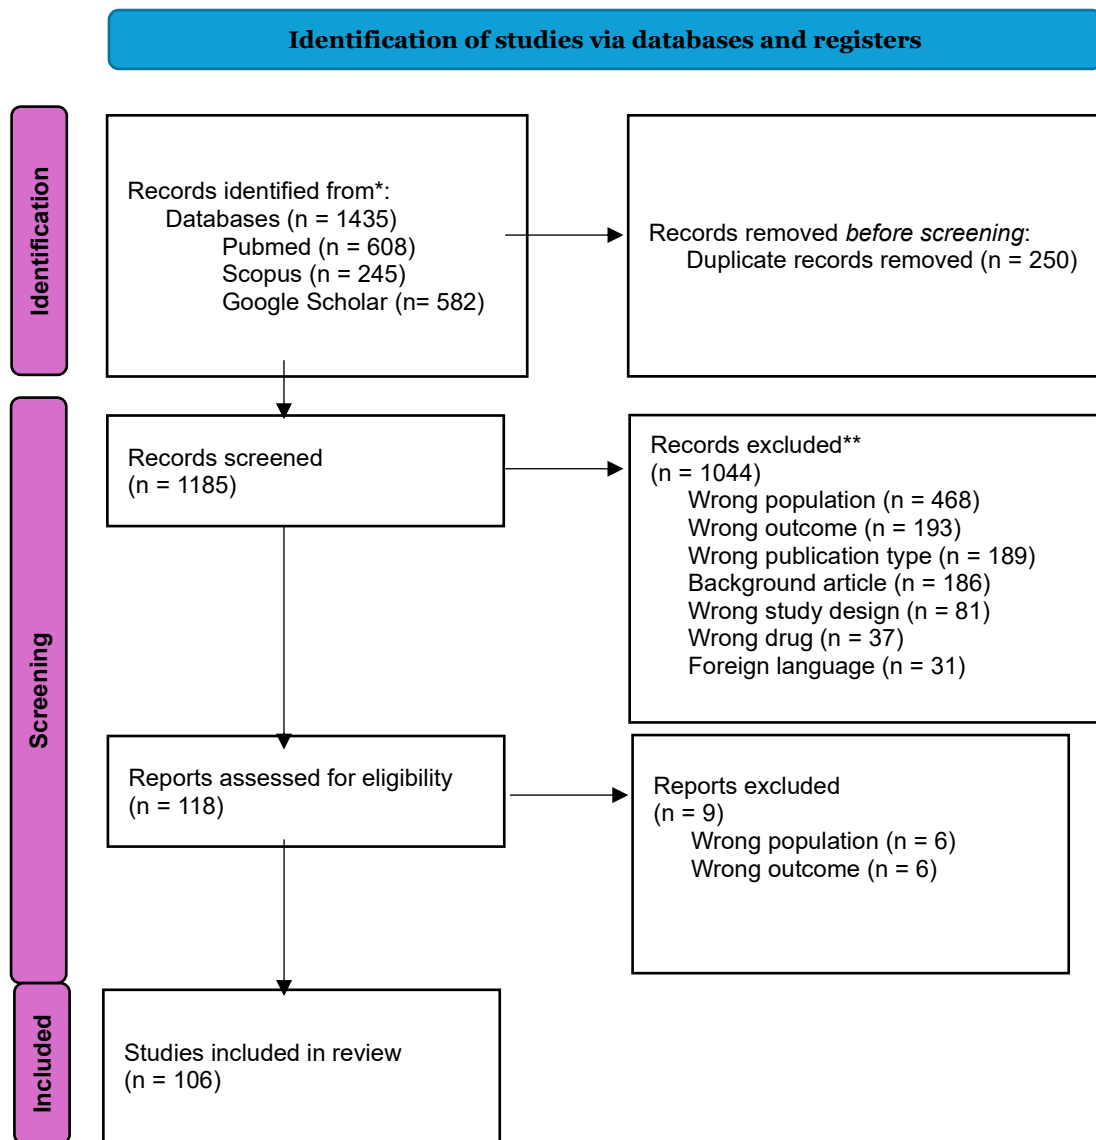 Identification of studies via databases and registers
Identification
Records identified from*:
Databases (n = 1435)
Pubmed (n = 608)
Scopus (n = 245)
Google Scholar (n= 582)
Records removed before screening:
Duplicate records removed (n = 250)
Screening
Records screened
(n = 1185)
Records excluded**
(n = 1044)
Wrong population (n = 468)
Wrong outcome (n = 193)
Wrong publication type (n = 189)
Background article (n = 186)
Wrong study design (n = 81)
Wrong drug (n = 37)
Foreign language (n = 31)
Reports assessed for eligibility
(n = 118)
Reports excluded
(n = 9)
Wrong population (n = 6)
Wrong outcome (n = 6)
Included
Studies included in review
(n = 106)